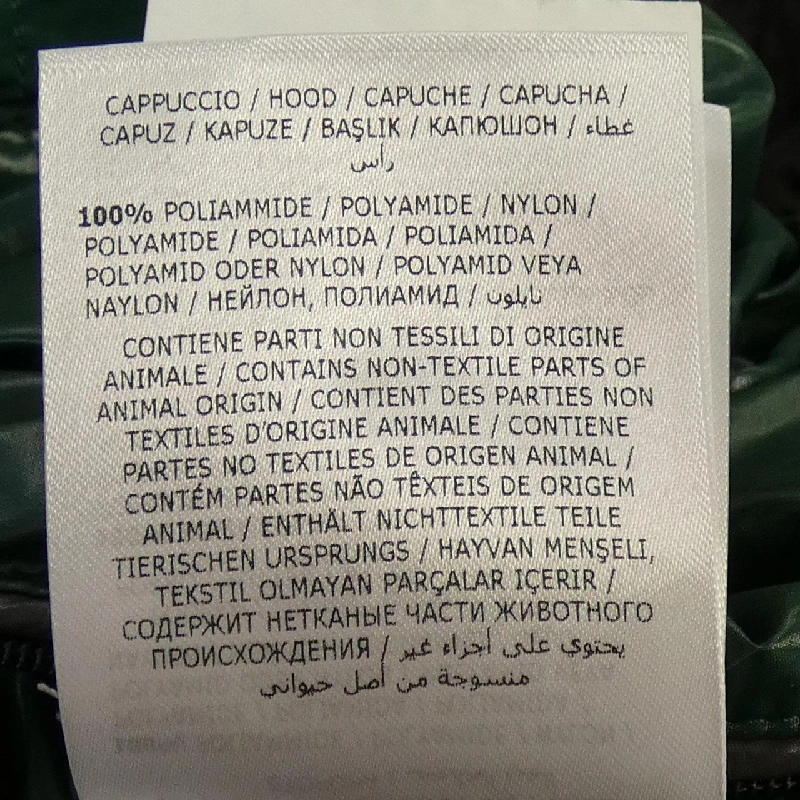 CAPPUCCIO / HOOD / CAPUCHE / CAPUCHA /
CAPUZ / KAPUZE / BAŞLIK / КАПЮШОН / غطاء
رأس
100% POLIAMMIDE / POLYAMIDE / NYLON /
POLYAMIDE / POLIAMIDA / POLIAMIDA /
POLYAMID ODER NYLON / POLYAMID VEYA
NAYLON / НЕЙЛОН, ПОЛИАМИД / نايلون
CONTIENE PARTI NON TESSILI DI ORIGINE
ANIMALE / CONTAINS NON-TEXTILE PARTS OF
ANIMAL ORIGIN / CONTIENT DES PARTIES NON
TEXTILES D'ORIGINE ANIMALE / CONTIENE
PARTES NO TEXTILES DE ORIGEN ANIMAL /
CONTÉM PARTES NÃO TÊXTEIS DE ORIGEM
ANIMAL / ENTHÄLT NICHTTEXTILE TEILE
TIERISCHEN URSPRUNGS / HAYVAN MENŞELİ,
TEKSTIL OLMAYAN PARÇALAR IÇERIR /
СОДЕРЖИТ НЕТКАНЫЕ ЧАСТИ ЖИВОТНОГО
ПРОИСХОЖДЕНИЯ / يحتوي على أجزاء غير
منسوجة من أصل حيواني